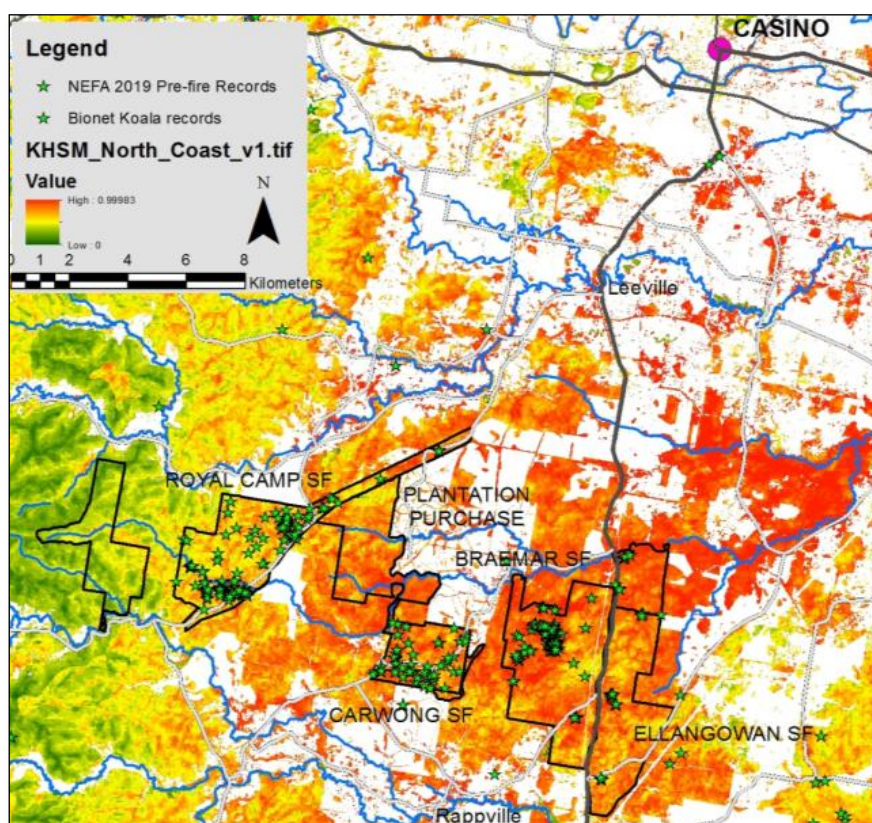 CASINO
Legend
NEFA 2019 Pre-fire Records
Bionet Koala records
KHSM_North_Coast_v1.tif
Value
High : 0.99983
Low : 0
N
0 1 2 4 6 8
Kilometers
Leeville
ROYAL CAMP SF
PLANTATION
PURCHASE
BRAEMAR SF
CARWONG SF
ELLANGOWAN SF
Rappville